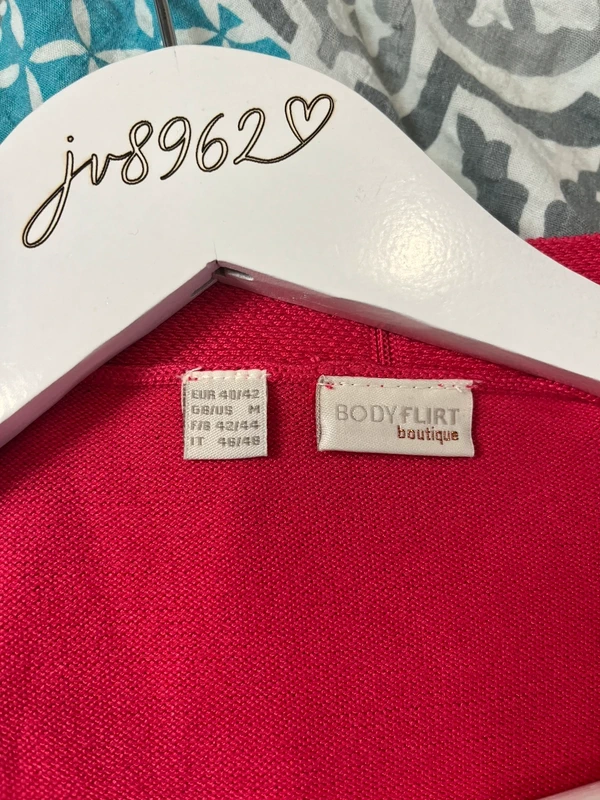 jv8962
EUR 40/42
GB/US M
F/B 42/44
IT 46/48
BODYFLIRT
boutique